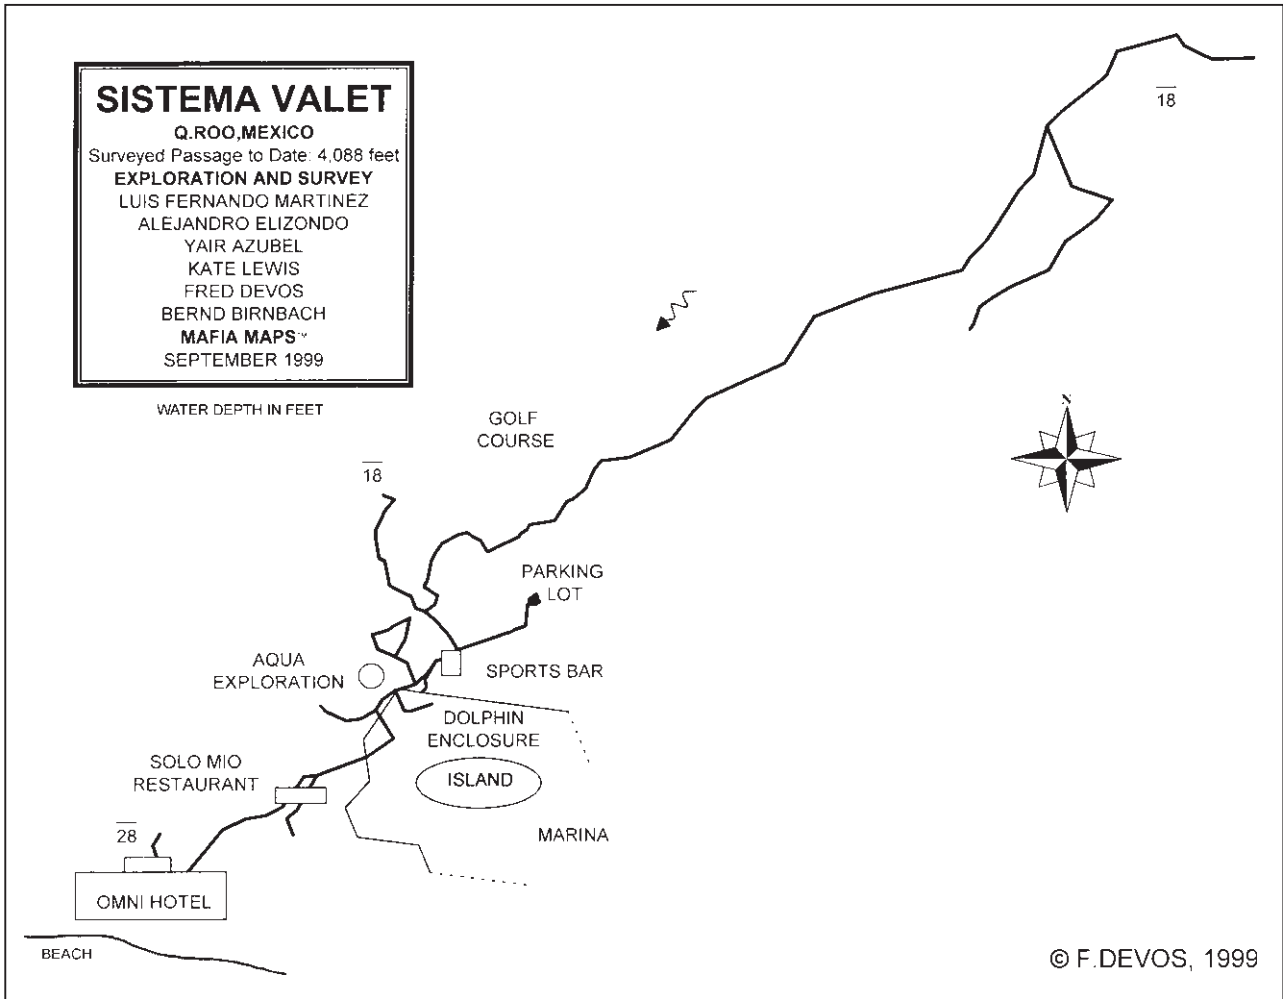 SISTEMA VALET
Q.ROO,MEXICO
Surveyed Passage to Date: 4,088 feet
EXPLORATION AND SURVEY
LUIS FERNANDO MARTINEZ
ALEJANDRO ELIZONDO
YAIR AZUBEL
KATE LEWIS
FRED DEVOS
BERND BIRNBACH
MAFIA MAPS™
SEPTEMBER 1999
WATER DEPTH IN FEET
18
N
GOLF
COURSE
18
PARKING
LOT
AQUA
EXPLORATION
SPORTS BAR
DOLPHIN
ENCLOSURE
SOLO MIO
RESTAURANT
ISLAND
28
MARINA
OMNI HOTEL
BEACH
© F.DEVOS, 1999